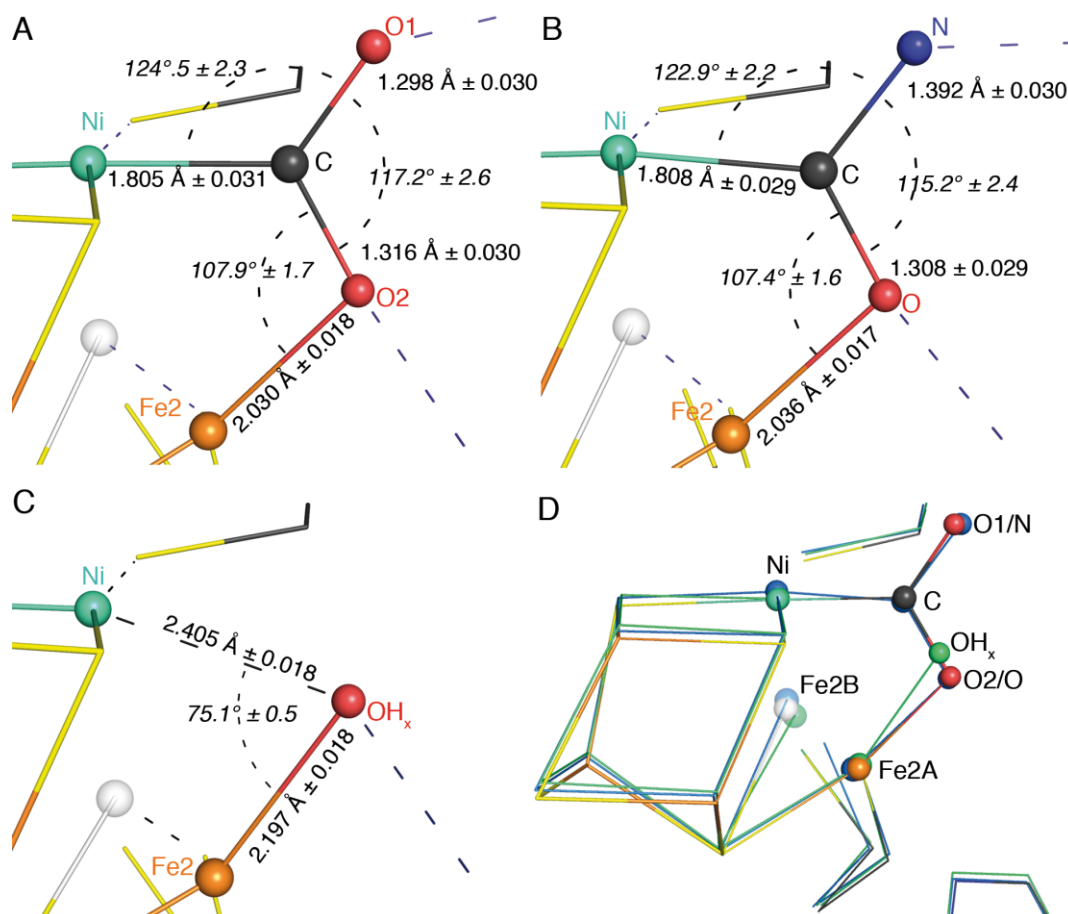 A
O1
124°.5 ± 2.3
1.298 Å ± 0.030
Ni
C
1.805 Å ± 0.031
117.2° ± 2.6
107.9° ± 1.7
1.316 Å ± 0.030
O2
2.030 Å ± 0.018
Fe2
B
N
122.9° ± 2.2
1.392 Å ± 0.030
Ni
C
1.808 Å ± 0.029
115.2° ± 2.4
107.4° ± 1.6
1.308 ± 0.029
O
2.036 Å ± 0.017
Fe2
C
Ni
2.405 Å ± 0.018
75.1° ± 0.5
OHx
2.197 Å ± 0.018
Fe2
D
O1/N
Ni
C
OHx
O2/O
Fe2B
Fe2A